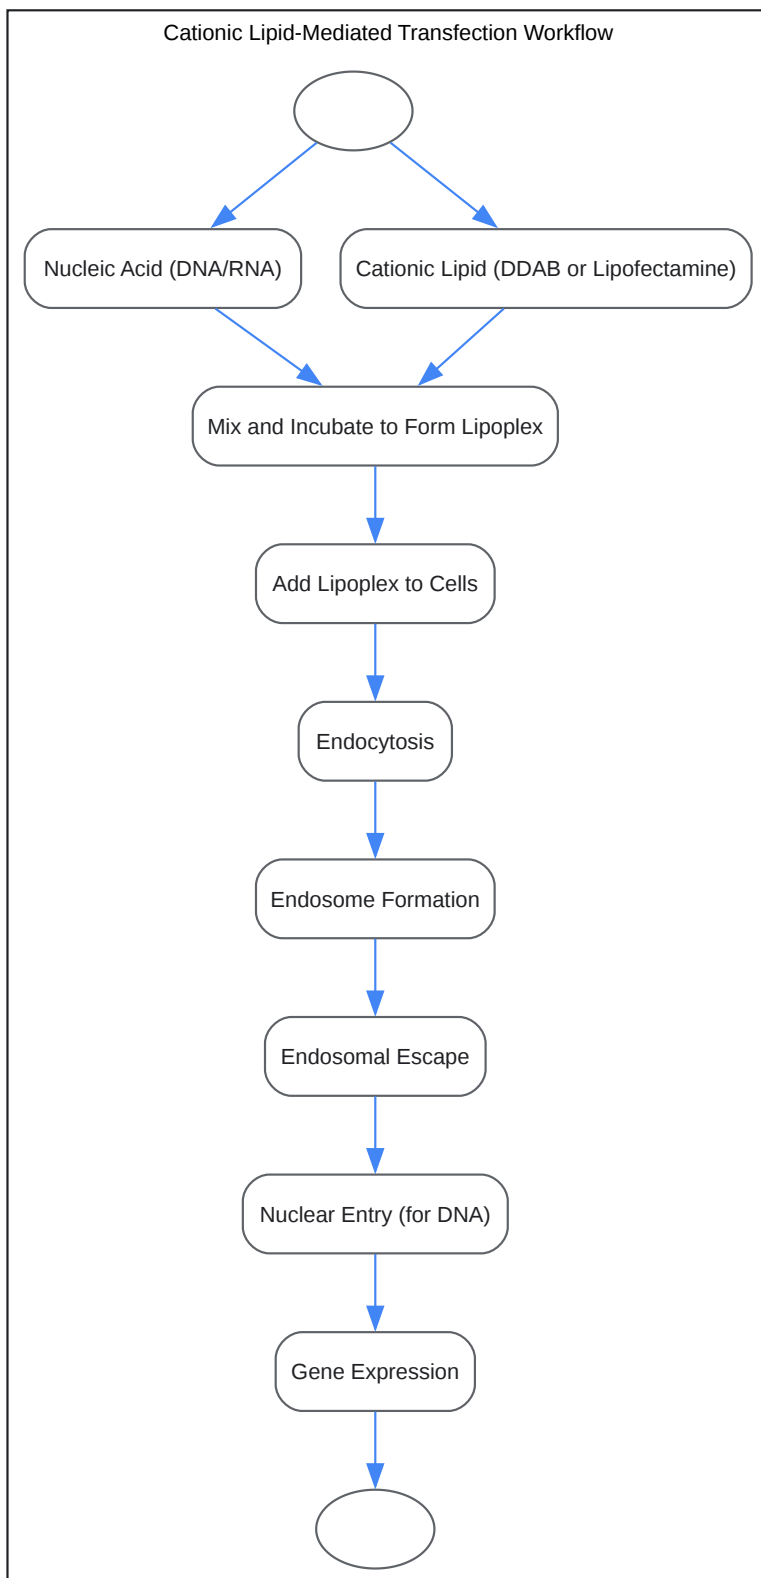 Cationic Lipid-Mediated Transfection Workflow
Nucleic Acid (DNA/RNA)
Cationic Lipid (DDAB or Lipofectamine)
Mix and Incubate to Form Lipoplex
Add Lipoplex to Cells
Endocytosis
Endosome Formation
Endosomal Escape
Nuclear Entry (for DNA)
Gene Expression